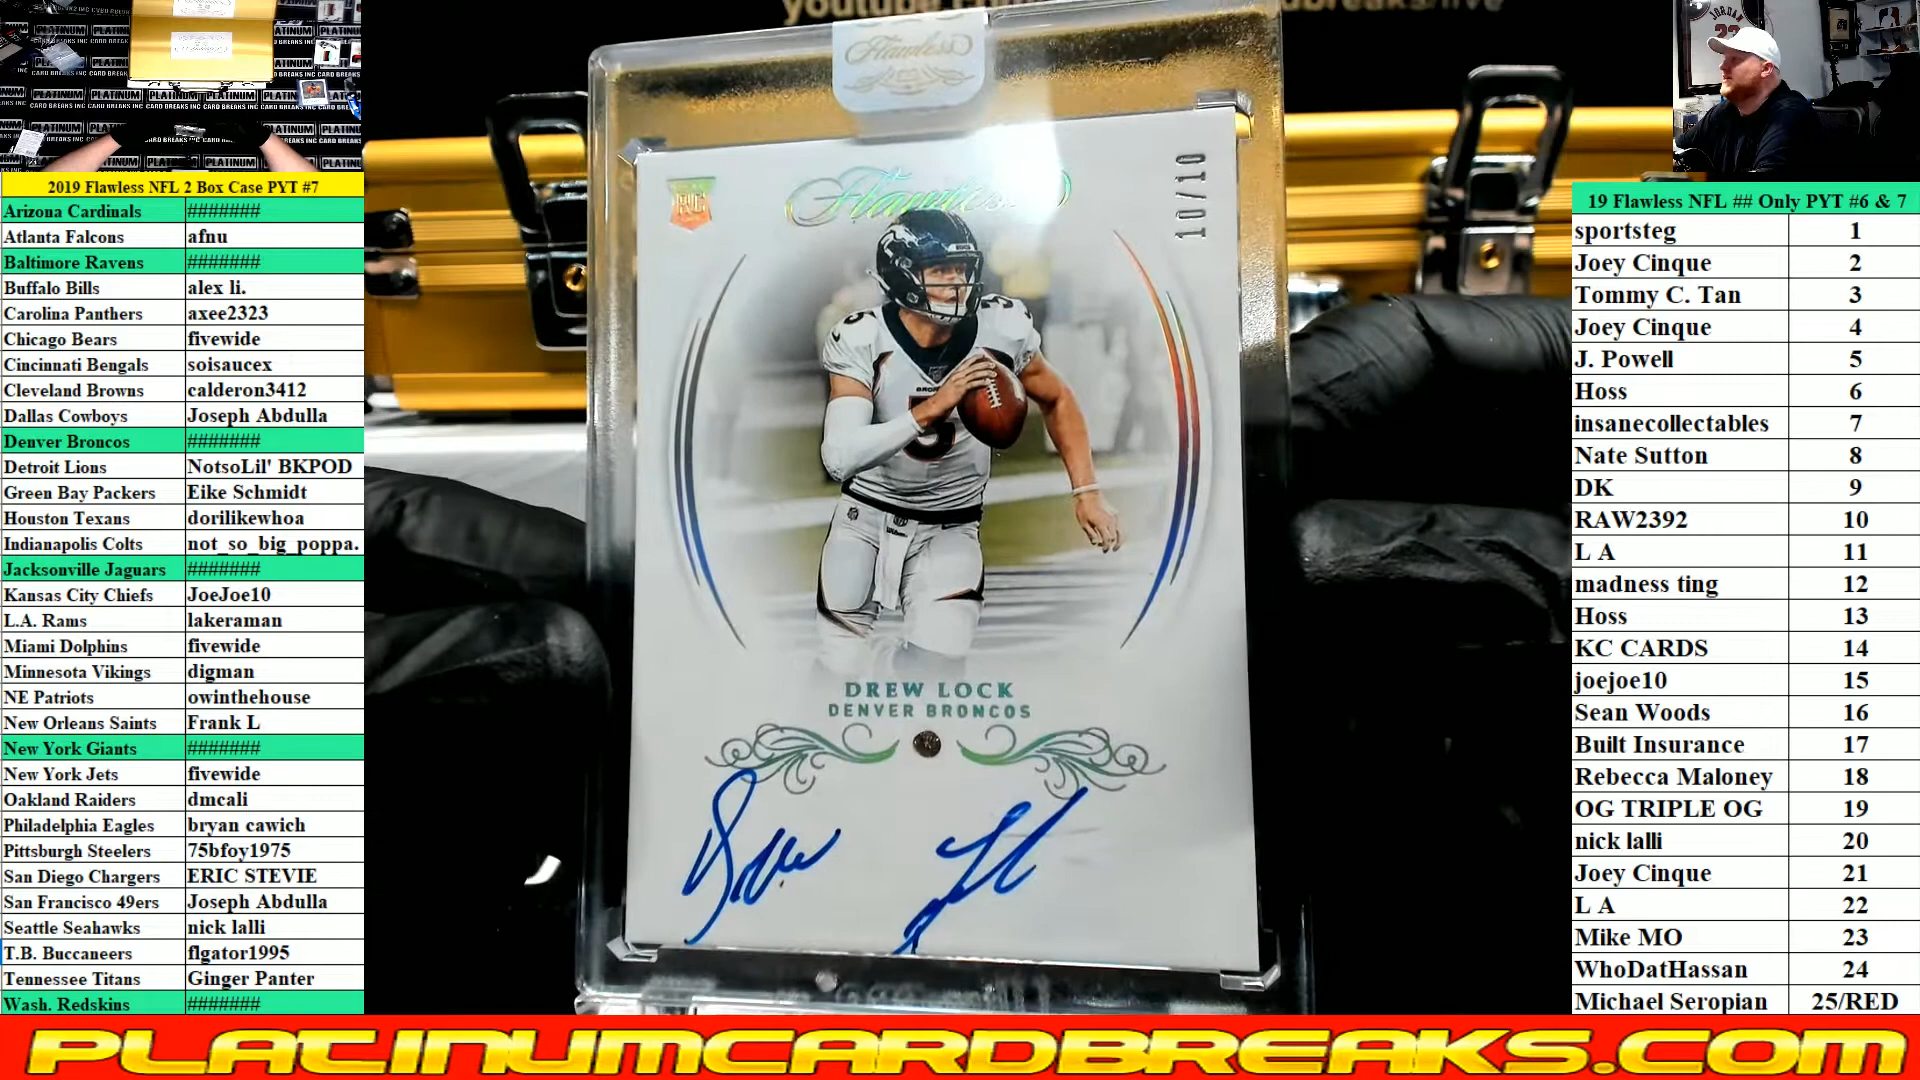 youtube.com
breaks/live
JORDAN
23
2019 Flawless NFL 2 Box Case PYT #7
Arizona Cardinals #######
Atlanta Falcons afnu
Baltimore Ravens #######
Buffalo Bills alex li.
Carolina Panthers axee2323
Chicago Bears fivewide
Cincinnati Bengals soisaucex
Cleveland Browns calderon3412
Dallas Cowboys Joseph Abdulla
Denver Broncos #######
Detroit Lions NotsoLil' BKPOD
Green Bay Packers Eike Schmidt
Houston Texans dorilikewhoa
Indianapolis Colts not_so_big_poppa.
Jacksonville Jaguars #######
Kansas City Chiefs JoeJoe10
L.A. Rams lakeraman
Miami Dolphins fivewide
Minnesota Vikings digman
NE Patriots owinthehouse
New Orleans Saints Frank L
New York Giants #######
New York Jets fivewide
Oakland Raiders dmcali
Philadelphia Eagles bryan cawich
Pittsburgh Steelers 75bfoy1975
San Diego Chargers ERIC STEVIE
San Francisco 49ers Joseph Abdulla
Seattle Seahawks nick lalli
T.B. Buccaneers flgator1995
Tennessee Titans Ginger Panter
Wash. Redskins #######
Flawless
RC
Flawless
10/10
5
DREW LOCK
DENVER BRONCOS
Drew Lock
19 Flawless NFL ## Only PYT #6 & 7
sportsteg 1
Joey Cinque 2
Tommy C. Tan 3
Joey Cinque 4
J. Powell 5
Hoss 6
insanecollectables 7
Nate Sutton 8
DK 9
RAW2392 10
L A 11
madness ting 12
Hoss 13
KC CARDS 14
joejoe10 15
Sean Woods 16
Built Insurance 17
Rebecca Maloney 18
OG TRIPLE OG 19
nick lalli 20
Joey Cinque 21
L A 22
Mike MO 23
WhoDatHassan 24
Michael Seropian 25/RED
PLATINUMCARDBREAKS.COM